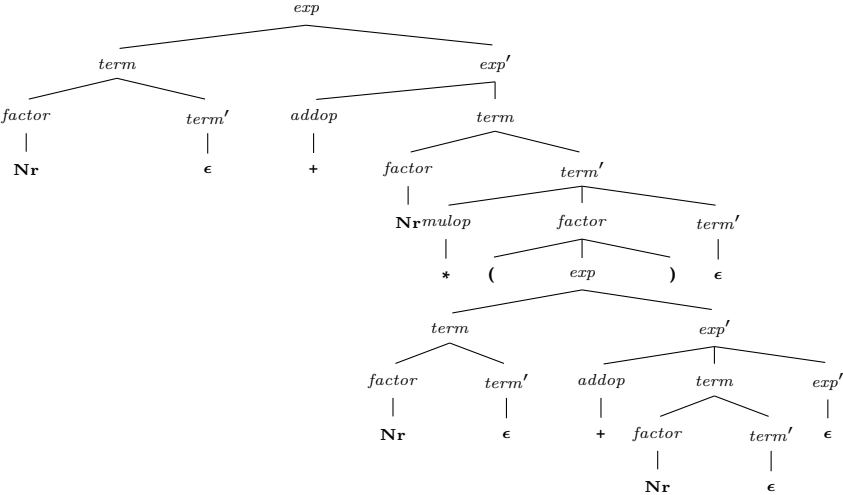 exp
term exp′
factor term′ addop term
Nr ϵ + factor term′
Nr mulop factor term′
* ( exp ) ϵ
term exp′
factor term′ addop term exp′
Nr ϵ + factor term′ ϵ
Nr ϵ